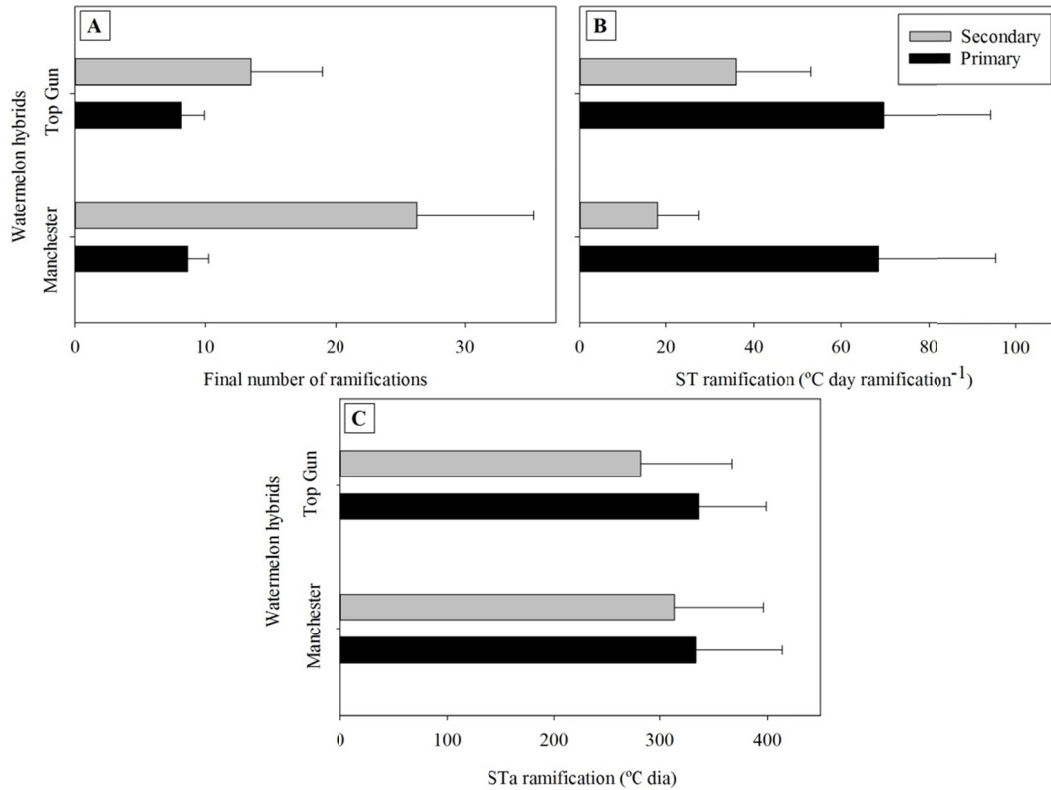 A
Watermelon hybrids
Top Gun
Manchester
0 10 20 30
Final number of ramifications
B
Secondary
Primary
0 20 40 60 80 100
ST ramification (ºC day ramification-1)
C
Watermelon hybrids
Top Gun
Manchester
0 100 200 300 400
STa ramification (ºC dia)